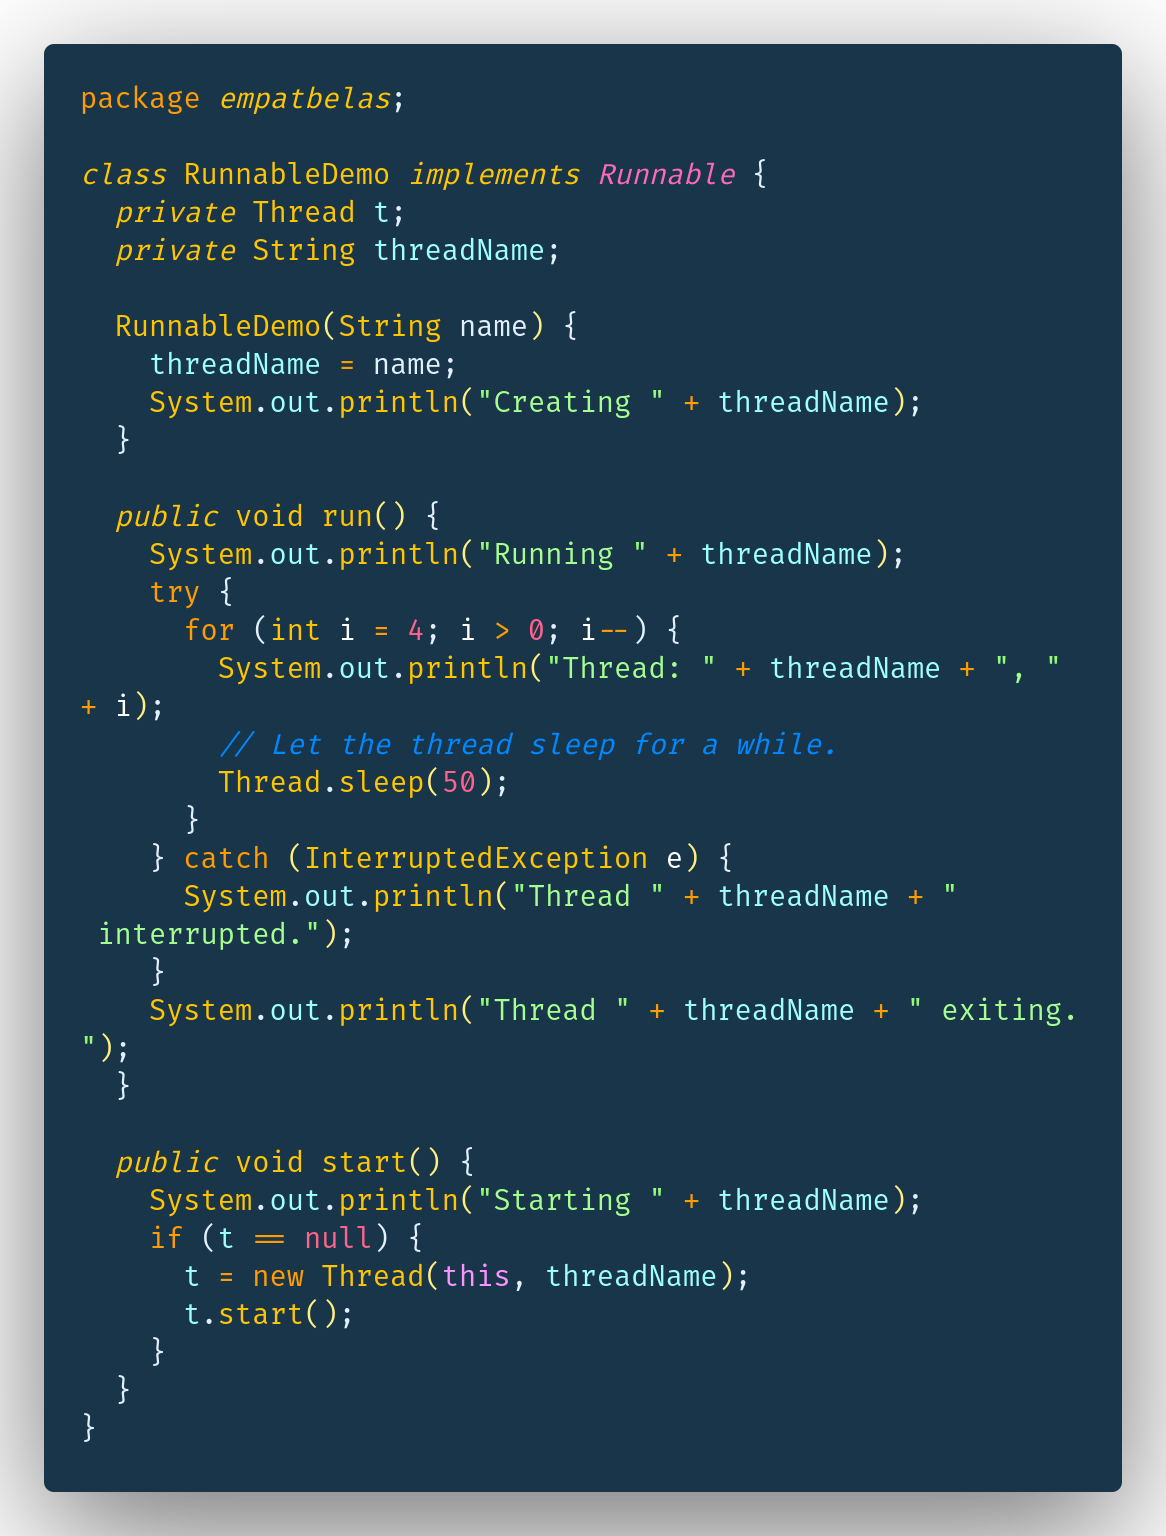 package empatbelas;

class RunnableDemo implements Runnable {
  private Thread t;
  private String threadName;

  RunnableDemo(String name) {
    threadName = name;
    System.out.println("Creating " + threadName);
  }

  public void run() {
    System.out.println("Running " + threadName);
    try {
      for (int i = 4; i > 0; i--) {
        System.out.println("Thread: " + threadName + ", "
+ i);
        // Let the thread sleep for a while.
        Thread.sleep(50);
      }
    } catch (InterruptedException e) {
      System.out.println("Thread " + threadName + "
 interrupted.");
    }
    System.out.println("Thread " + threadName + " exiting.
");
  }

  public void start() {
    System.out.println("Starting " + threadName);
    if (t == null) {
      t = new Thread(this, threadName);
      t.start();
    }
  }
}